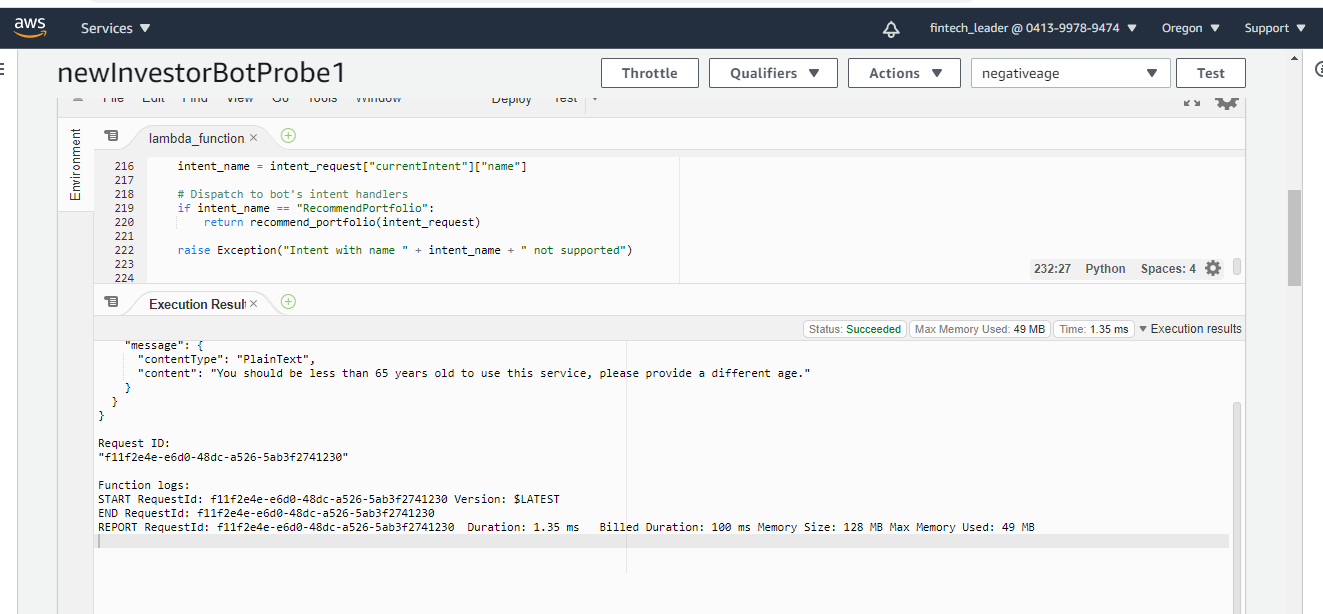 aws Services fintech_leader @ 0413-9978-9474 Oregon Support
newInvestorBotProbe1 Throttle Qualifiers Actions negativeage Test
File Edit Find View Go Tools Window Deploy Test
Environment
lambda_function
216 intent_name = intent_request["currentIntent"]["name"]
217
218 # Dispatch to bot's intent handlers
219 if intent_name == "RecommendPortfolio":
220 return recommend_portfolio(intent_request)
221
222 raise Exception("Intent with name " + intent_name + " not supported")
223
224
232:27 Python Spaces: 4
Execution Result
Status: Succeeded Max Memory Used: 49 MB Time: 1.35 ms Execution results
"message": {
"contentType": "PlainText",
"content": "You should be less than 65 years old to use this service, please provide a different age."
}
}
}
Request ID:
"f11f2e4e-e6d0-48dc-a526-5ab3f2741230"
Function logs:
START RequestId: f11f2e4e-e6d0-48dc-a526-5ab3f2741230 Version: $LATEST
END RequestId: f11f2e4e-e6d0-48dc-a526-5ab3f2741230
REPORT RequestId: f11f2e4e-e6d0-48dc-a526-5ab3f2741230 Duration: 1.35 ms Billed Duration: 100 ms Memory Size: 128 MB Max Memory Used: 49 MB